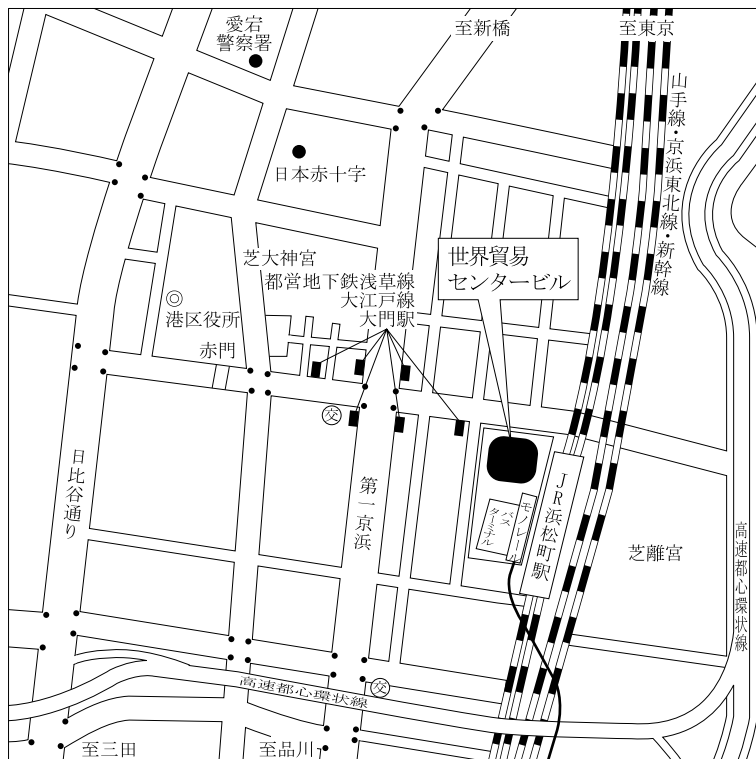 愛宕
警察署
至新橋
至東京
山手線・京浜東北線・新幹線
日本赤十字
芝大神宮
都営地下鉄浅草線
大江戸線
大門駅
世界貿易
センタービル
港区役所
赤門
交
日比谷通り
第一京浜
バス
ターミナル
モノレール
JR浜松町駅
芝離宮
高速都心環状線
高速都心環状線
交
至三田
至品川